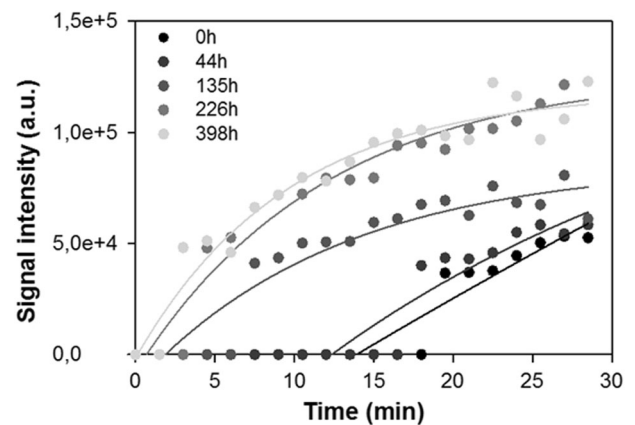 Signal intensity (a.u.)
1,5e+5
1,0e+5
5,0e+4
0,0
0h
44h
135h
226h
398h
0 5 10 15 20 25 30
Time (min)